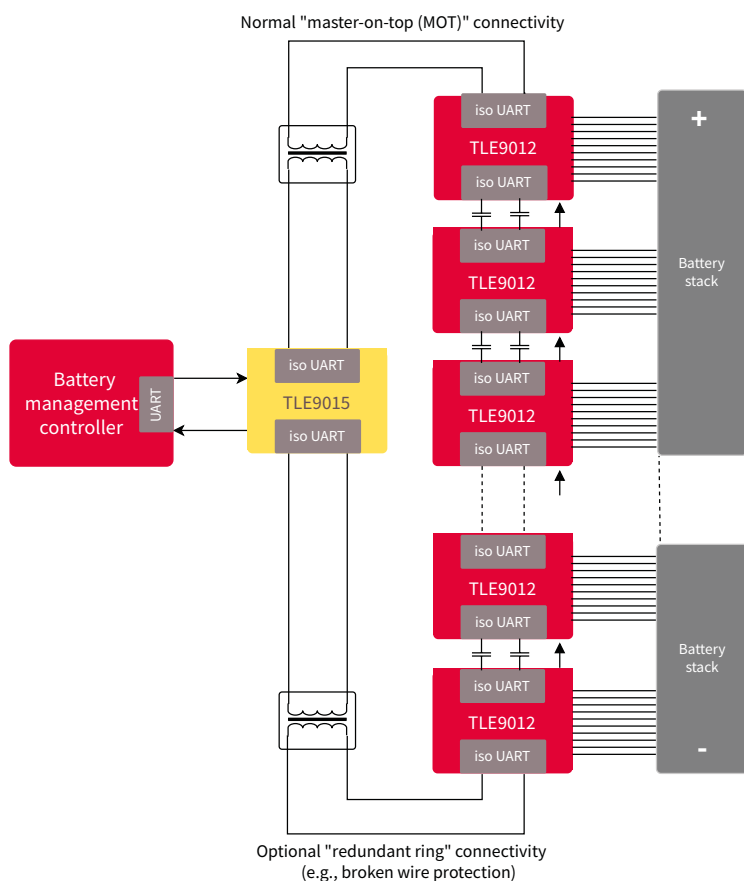 Normal "master-on-top (MOT)" connectivity
iso UART
TLE9012
iso UART
+
iso UART
TLE9012
iso UART
Battery
stack
Battery
management
controller
UART
iso UART
TLE9015
iso UART
iso UART
TLE9012
iso UART
iso UART
TLE9012
iso UART
Battery
stack
iso UART
TLE9012
iso UART
-
Optional "redundant ring" connectivity
(e.g., broken wire protection)